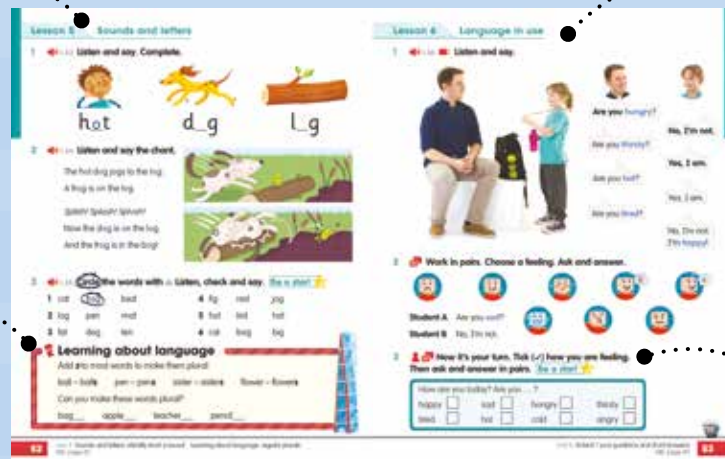 Lesson 5 Sounds and letters
1 Listen and say. Complete.
hot d_g l_g
2 Listen and say the chant.
The hot dog jogs to the log.
A frog is on the log.
Splish! Splash! Splosh!
Now the dog is on the log.
And the frog is in the bog!
3 Circle the words with o. Listen, check and say. Be a star!
1 cat bad 4 fig red jog
2 log pen mat 5 hut hot
3 fat dog ten 6 cat big
Learning about language
Add s to most words to make them plural:
ball – balls pen – pens sister – sisters flower – flowers
Can you make these words plural?
bag__ apple__ teacher__ pencil__
62
Lesson 6 Language in use
1 Listen and say.
Are you hungry?
No, I'm not.
Are you thirsty?
Yes, I am.
Are you hot?
Yes, I am.
Are you tired?
No, I'm not.
I'm happy!
2 Work in pairs. Choose a feeling. Ask and answer.
Student A Are you sad?
Student B No, I'm not.
3 Now it's your turn. Tick (✓) how you are feeling.
Then ask and answer in pairs. Be a star!
How are you today? Are you ... ?
happy sad hungry thirsty
tired hot cold angry
63